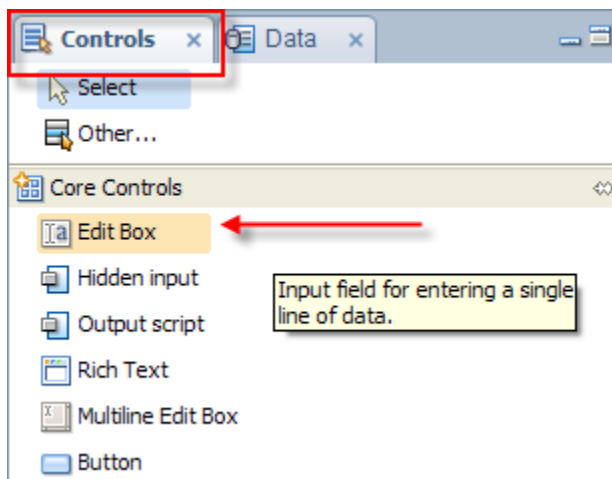 Controls
Data
Select
Other...
Core Controls
Edit Box
Hidden input
Input field for entering a single
line of data.
Output script
Rich Text
Multiline Edit Box
Button